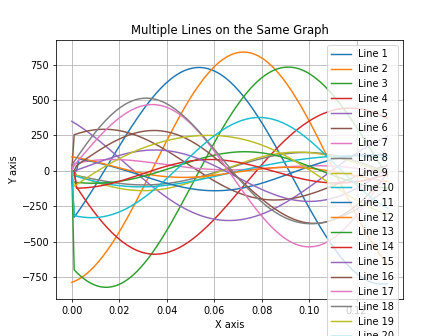 Multiple Lines on the Same Graph
Y axis
750
500
250
0
−250
−500
−750
0.00
0.02
0.04
0.06
0.08
0.10
X axis
Line 1
Line 2
Line 3
Line 4
Line 5
Line 6
Line 7
Line 8
Line 9
Line 10
Line 11
Line 12
Line 13
Line 14
Line 15
Line 16
Line 17
Line 18
Line 19
Line 20